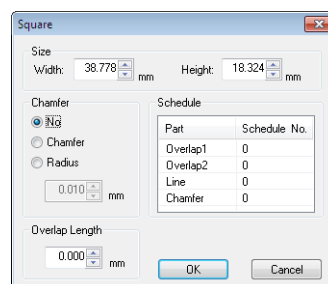 Square
Size
Width: 38.778 mm Height: 18.324 mm
Chamfer
No
Chamfer
Radius
0.010 mm
Schedule
Part Schedule No.
Overlap1 0
Overlap2 0
Line 0
Chamfer 0
Overlap Length
0.000 mm
OK Cancel